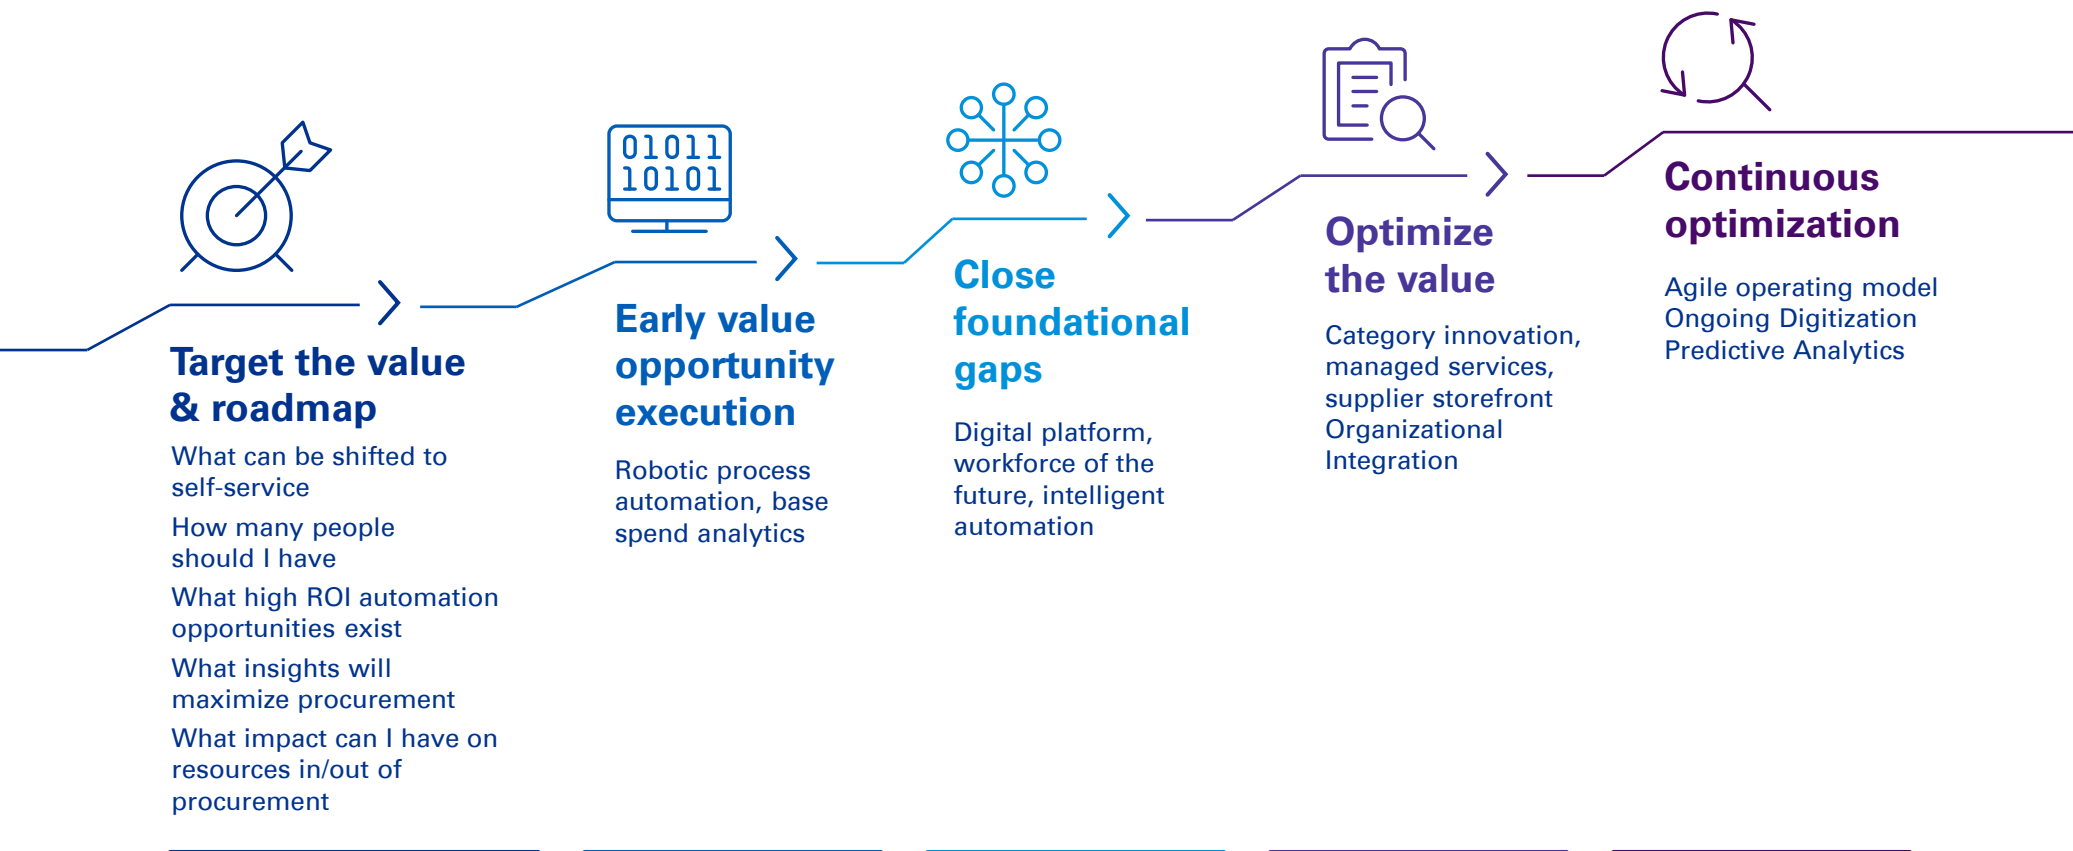 01011
10101
Target the value
& roadmap
What can be shifted to
self-service
How many people
should I have
What high ROI automation
opportunities exist
What insights will
maximize procurement
What impact can I have on
resources in/out of
procurement
Early value
opportunity
execution
Robotic process
automation, base
spend analytics
Close
foundational
gaps
Digital platform,
workforce of the
future, intelligent
automation
Optimize
the value
Category innovation,
managed services,
supplier storefront
Organizational
Integration
Continuous
optimization
Agile operating model
Ongoing Digitization
Predictive Analytics